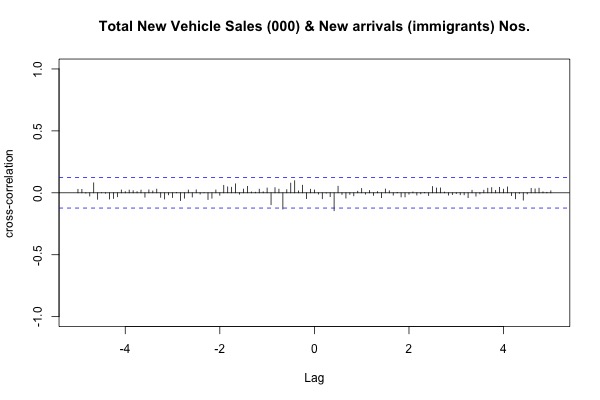 Total New Vehicle Sales (000) & New arrivals (immigrants) Nos.
1.0
0.5
0.0
-0.5
-1.0
cross-correlation
-4 -2 0 2 4
Lag